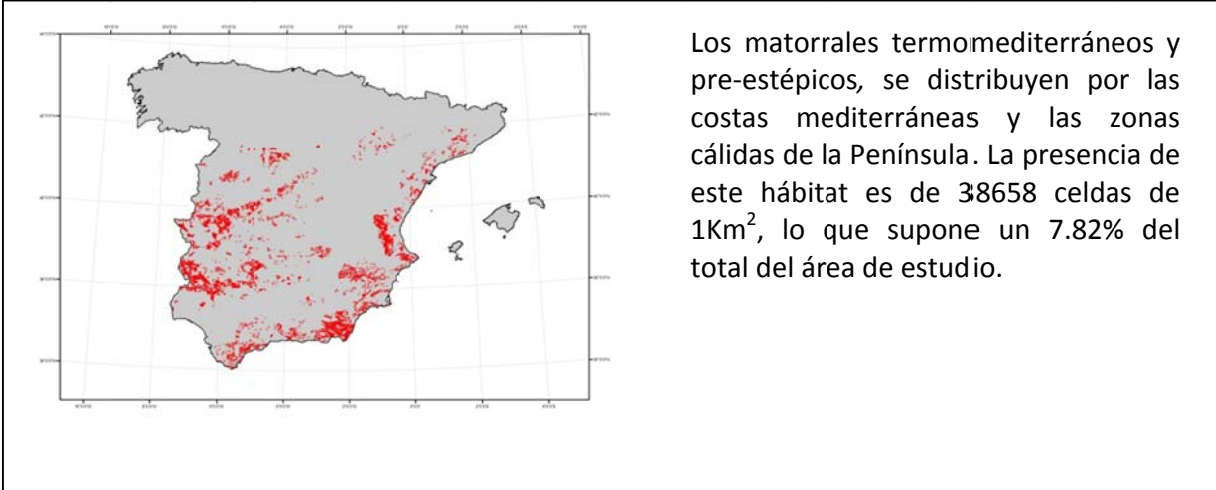 Los matorrales termomediterráneos y
pre-estépicos, se distribuyen por las
costas mediterráneas y las zonas
cálidas de la Península. La presencia de
este hábitat es de 38658 celdas de
1Km², lo que supone un 7.82% del
total del área de estudio.